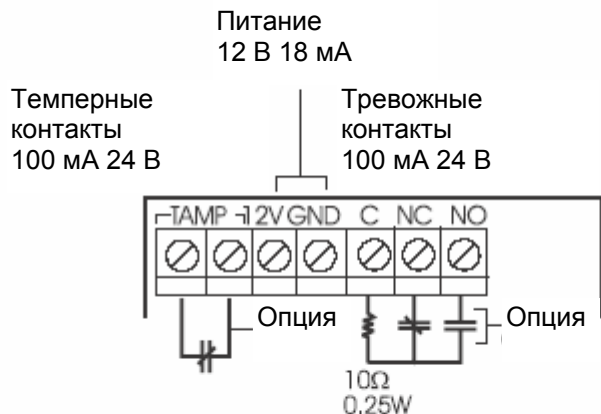 Питание
12 В 18 мА
Темперные
контакты
100 мА 24 В
Тревожные
контакты
100 мА 24 В
TAMP 12V GND C NC NO
Опция
Опция
10Ω
0,25W